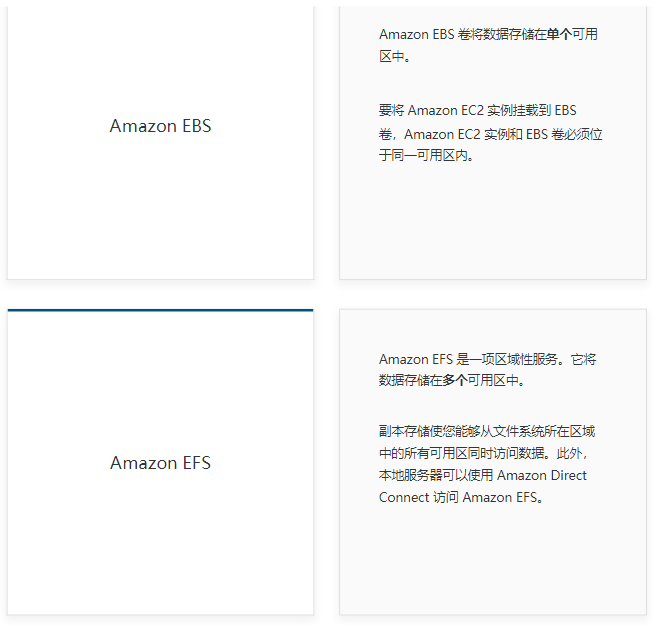 Amazon EBS
Amazon EBS 卷将数据存储在单个可用
区中。
要将 Amazon EC2 实例挂载到 EBS
卷，Amazon EC2 实例和 EBS 卷必须位
于同一可用区内。
Amazon EFS
Amazon EFS 是一项区域性服务。它将
数据存储在多个可用区中。
副本存储使您能够从文件系统所在区域
中的所有可用区同时访问数据。此外，
本地服务器可以使用 Amazon Direct
Connect 访问 Amazon EFS。